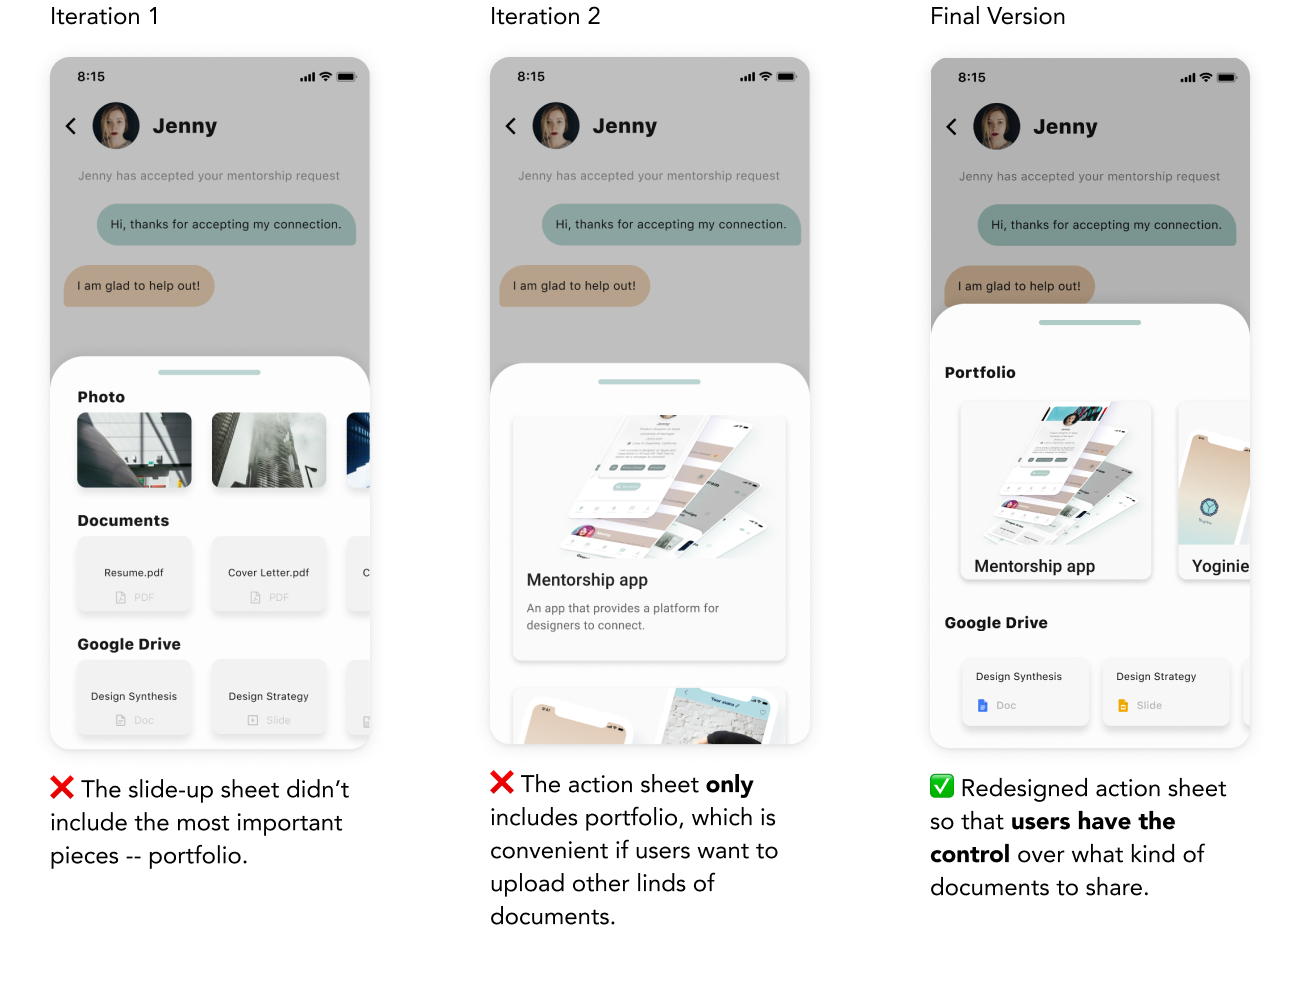 Iteration 1
8:15
Jenny
Jenny has accepted your mentorship request
Hi, thanks for accepting my connection.
I am glad to help out!
Photo
Documents
Resume.pdf
PDF
Cover Letter.pdf
PDF
C
Google Drive
Design Synthesis
Doc
Design Strategy
Slide
❌ The slide-up sheet didn’t
include the most important
pieces -- portfolio.
Iteration 2
8:15
Jenny
Jenny has accepted your mentorship request
Hi, thanks for accepting my connection.
I am glad to help out!
Mentorship app
An app that provides a platform for
designers to connect.
❌ The action sheet only
includes portfolio, which is
convenient if users want to
upload other linds of
documents.
Final Version
8:15
Jenny
Jenny has accepted your mentorship request
Hi, thanks for accepting my connection.
I am glad to help out!
Portfolio
Mentorship app
Yoginie
Google Drive
Design Synthesis
Doc
Design Strategy
Slide
✅ Redesigned action sheet
so that users have the
control over what kind of
documents to share.